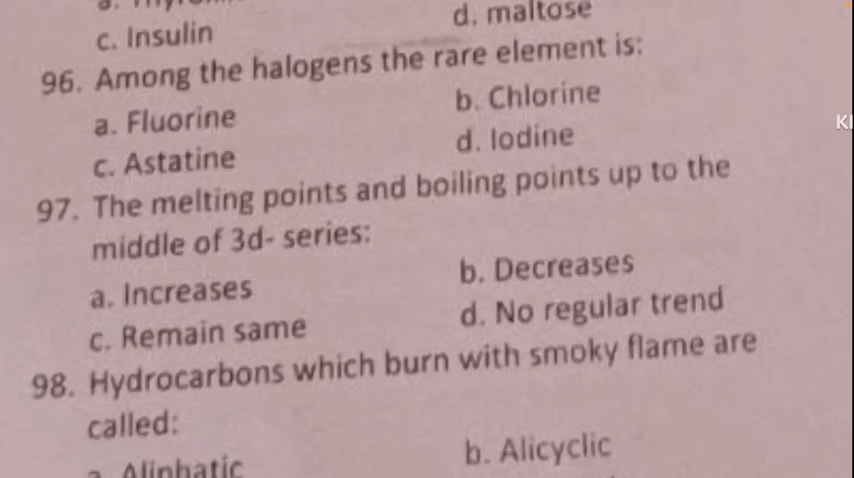 d. maltose
c. Insulin
96. Among the halogens the rare element is:
a. Fluorine
b. Chlorine
c. Astatine
d. Iodine
97. The melting points and boiling points up to the
middle of 3d- series:
a. Increases
b. Decreases
c. Remain same
d. No regular trend
98. Hydrocarbons which burn with smoky flame are
called:
a. Aliphatic
b. Alicyclic